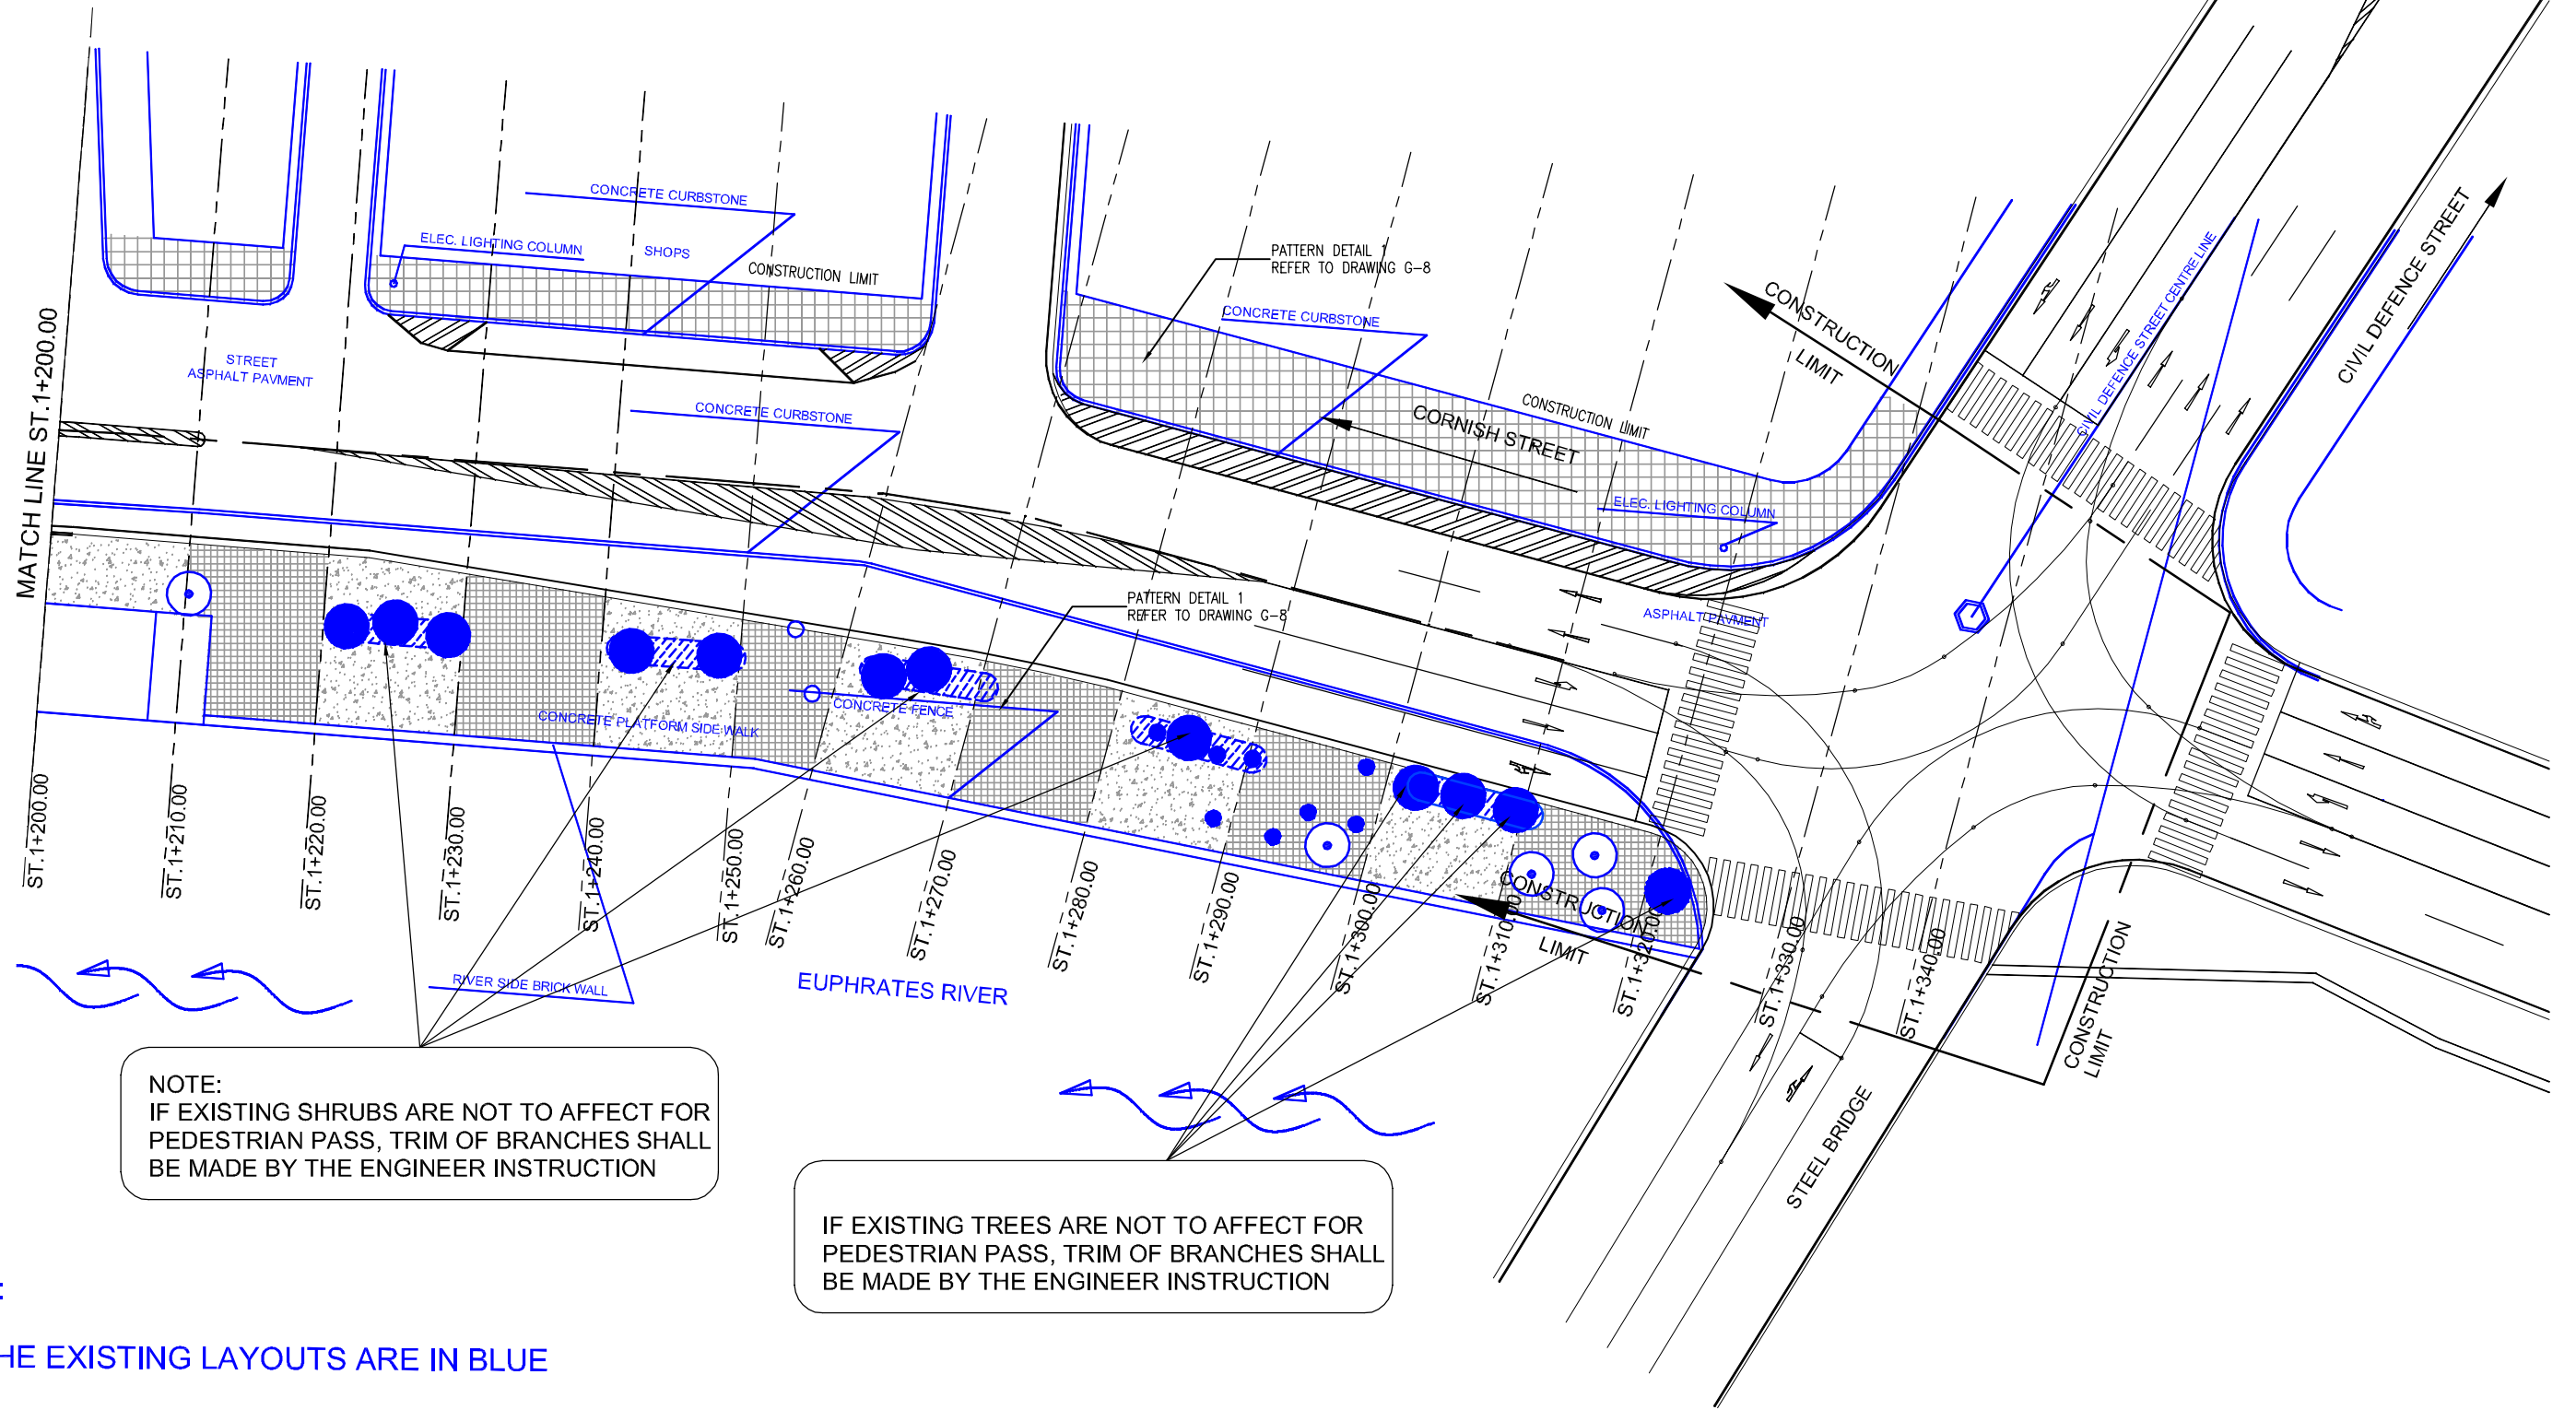 CONCRETE CURBSTONE
ELEC. LIGHTING COLUMN
SHOPS
CONSTRUCTION LIMIT
PATTERN DETAIL 1
REFER TO DRAWING G-8
CONCRETE CURBSTONE
CONSTRUCTION
LIMIT
CIVIL DEFENCE STREET CENTRE LINE
CIVIL DEFENCE STREET
MATCH LINE ST.1+200.00
STREET
ASPHALT PAVMENT
CONCRETE CURBSTONE
CONSTRUCTION LIMIT
CORNISH STREET
ELEC. LIGHTING COLUMN
ASPHALT PAVMENT
PATTERN DETAIL 1
REFER TO DRAWING G-8
CONCRETE FENCE
CONCRETE PLATFORM SIDE WALK
ST.1+200.00
ST.1+210.00
ST.1+220.00
ST.1+230.00
ST.1+240.00
ST.1+250.00
ST.1+260.00
ST.1+270.00
ST.1+280.00
ST.1+290.00
ST.1+300.00
ST.1+310.00
ST.1+320.00
ST.1+330.00
ST.1+340.00
CONSTRUCTION
LIMIT
CONSTRUCTION
LIMIT
RIVER SIDE BRICK WALL
EUPHRATES RIVER
STEEL BRIDGE
NOTE:
IF EXISTING SHRUBS ARE NOT TO AFFECT FOR
PEDESTRIAN PASS, TRIM OF BRANCHES SHALL
BE MADE BY THE ENGINEER INSTRUCTION
IF EXISTING TREES ARE NOT TO AFFECT FOR
PEDESTRIAN PASS, TRIM OF BRANCHES SHALL
BE MADE BY THE ENGINEER INSTRUCTION
HE EXISTING LAYOUTS ARE IN BLUE